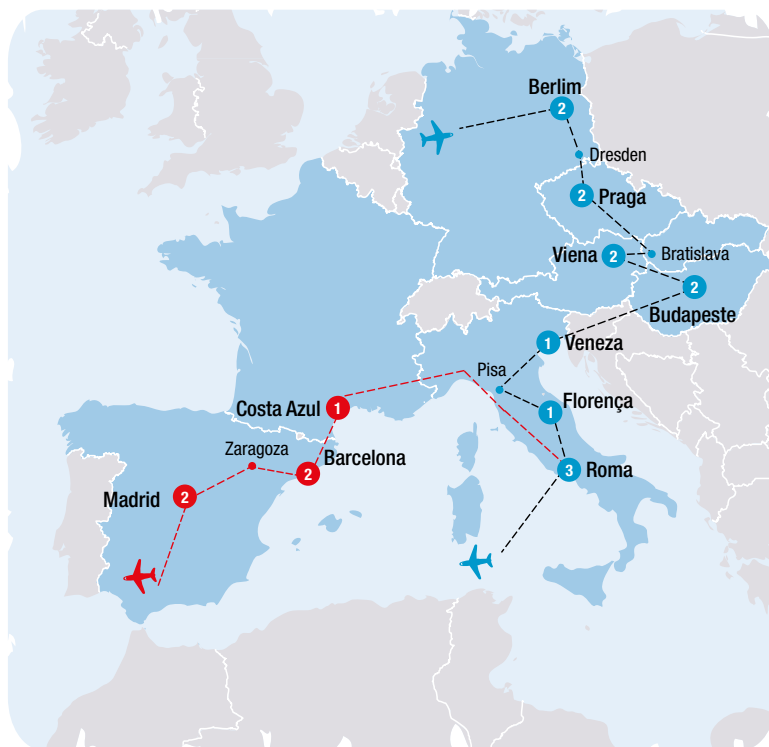 Berlim
2
Dresden
2
Praga
Viena
2
Bratislava
2
Budapeste
1
Veneza
Pisa
Costa Azul
1
Florença
1
Zaragoza
Barcelona
2
Madrid
2
3
Roma